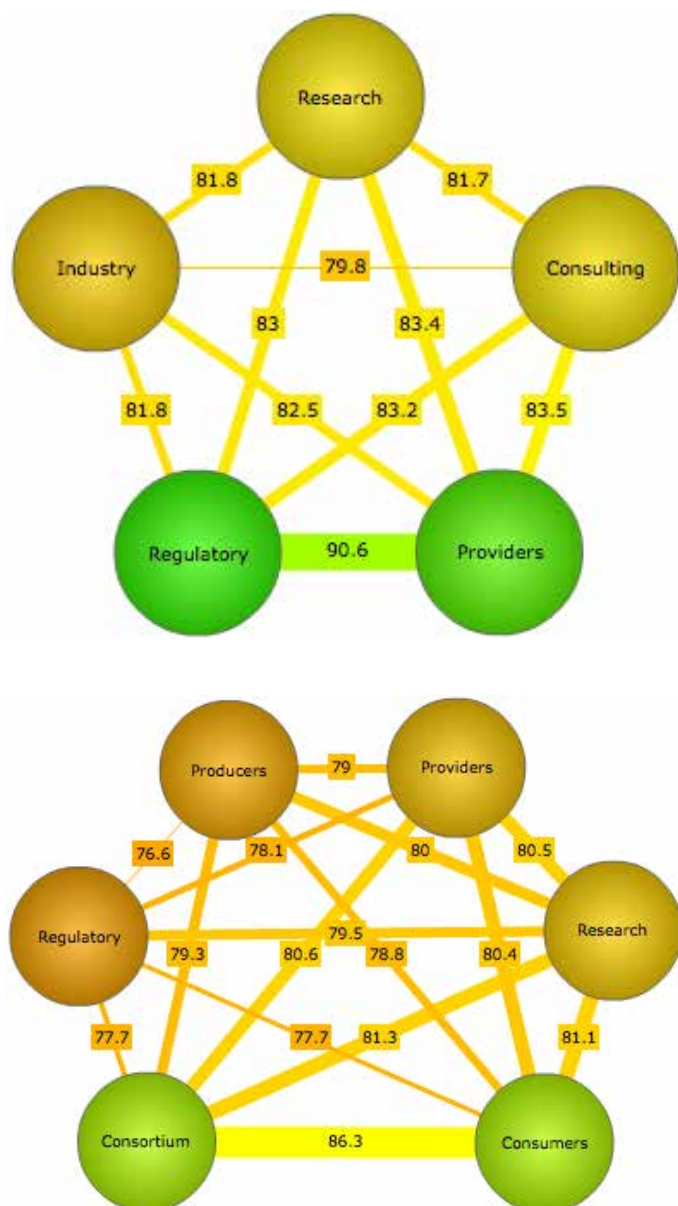 Research
81.8
81.7
Industry
79.8
Consulting
83
83.4
81.8
82.5
83.2
83.5
Regulatory
90.6
Providers
Producers
79
Providers
76.6
78.1
80
80.5
Regulatory
79.5
Research
79.3
80.6
78.8
80.4
77.7
77.7
81.3
81.1
Consortium
86.3
Consumers